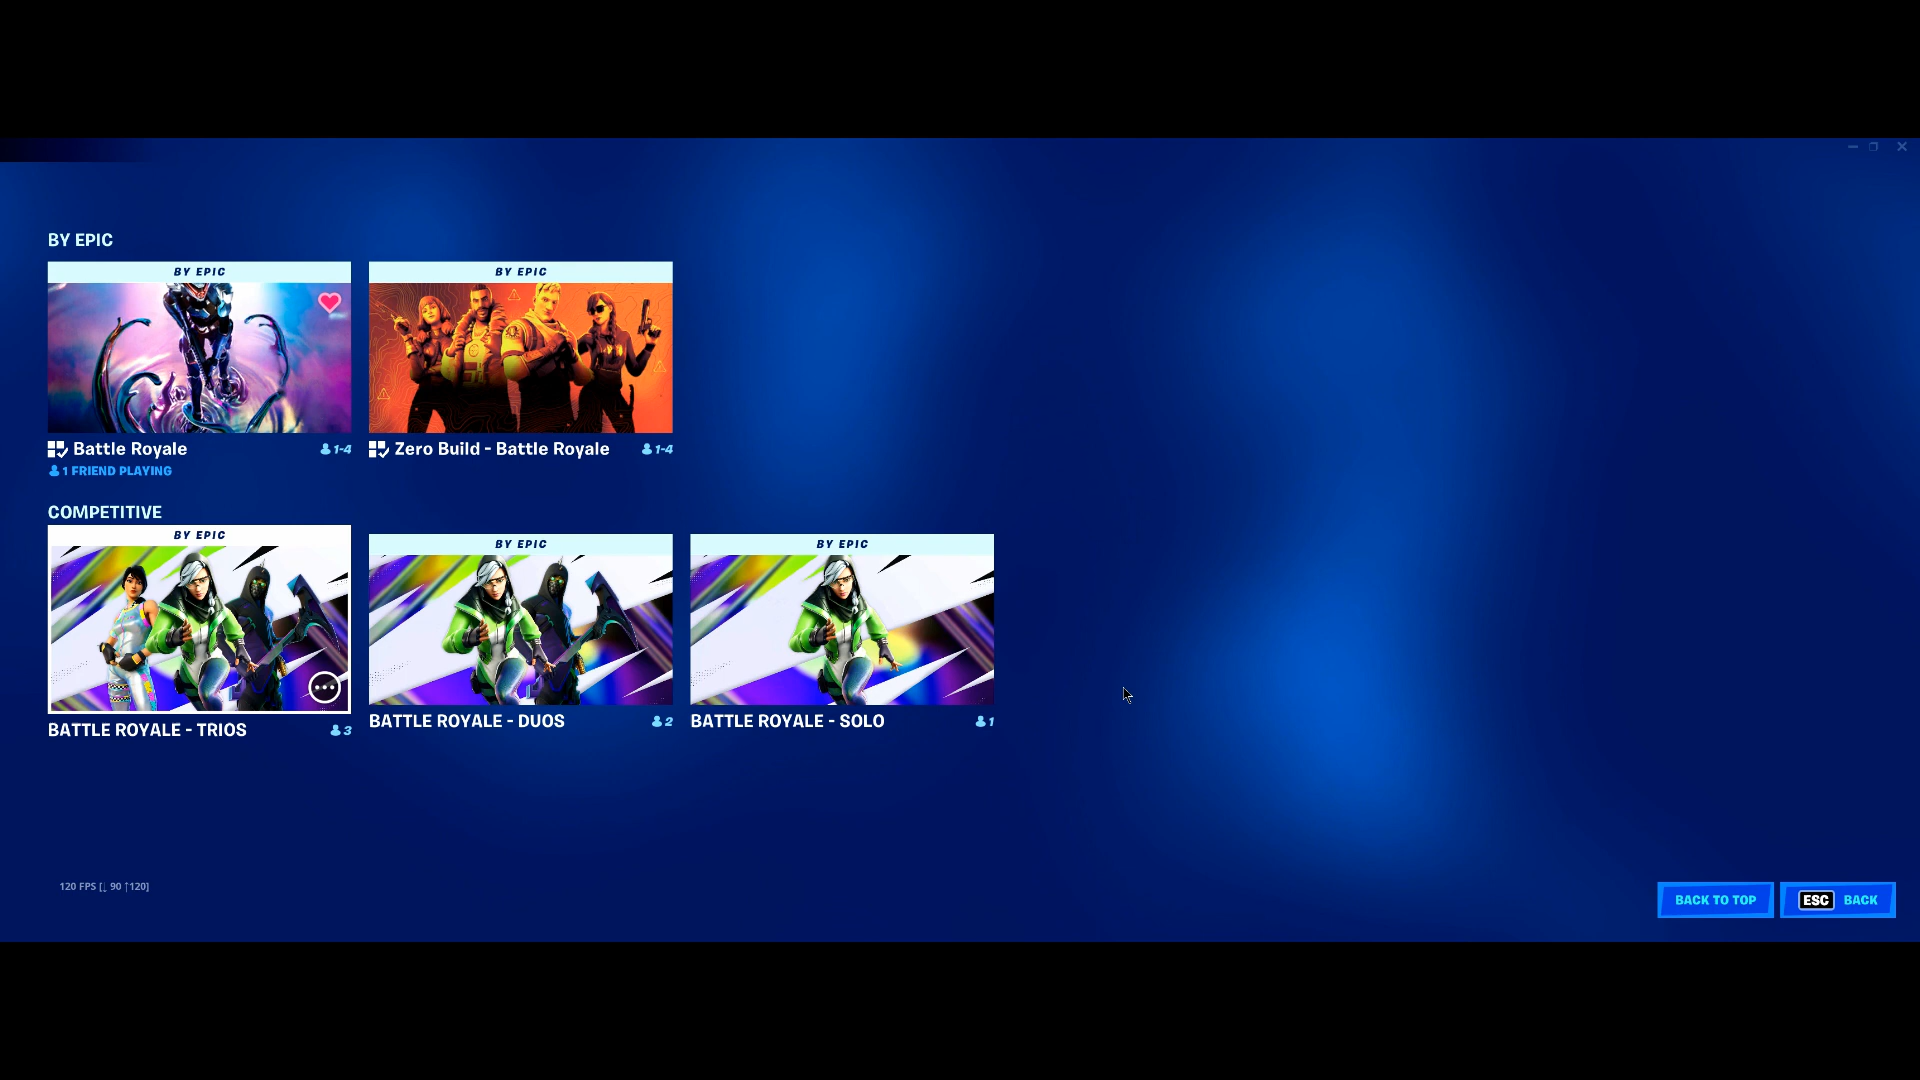 BY EPIC
BY EPIC
BY EPIC
Battle Royale
1-4
Zero Build - Battle Royale
1-4
1 FRIEND PLAYING
COMPETITIVE
BY EPIC
BY EPIC
BY EPIC
BATTLE ROYALE - TRIOS
3
BATTLE ROYALE - DUOS
2
BATTLE ROYALE - SOLO
1
120 FPS [↓ 90 ↑120]
BACK TO TOP
ESC BACK